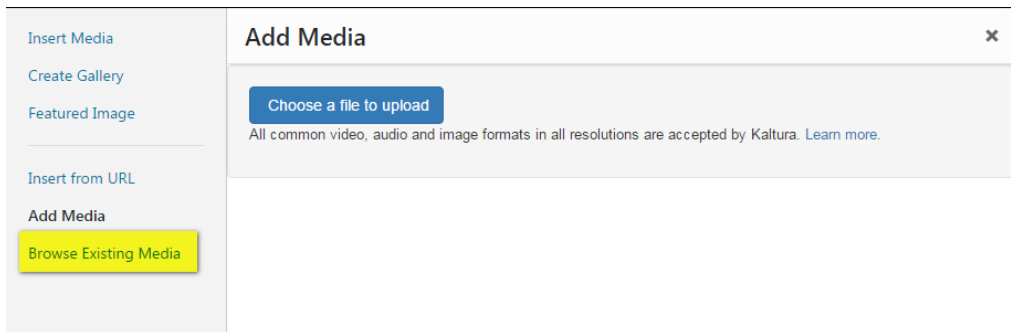 Insert Media
Create Gallery
Featured Image
Insert from URL
Add Media
Browse Existing Media
Add Media
×
Choose a file to upload
All common video, audio and image formats in all resolutions are accepted by Kaltura. Learn more.